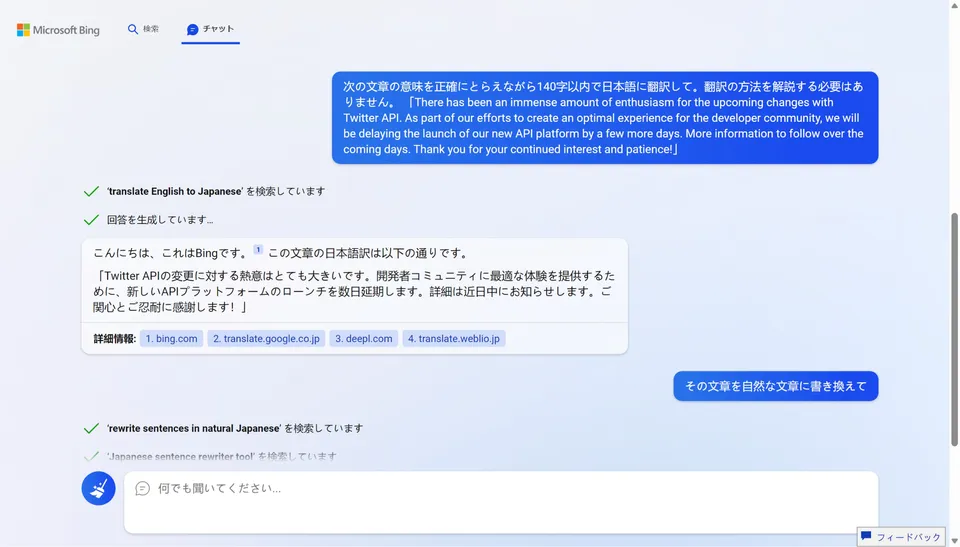 Microsoft Bing
検索
チャット
次の文章の意味を正確にとらえながら140字以内で日本語に翻訳して。翻訳の方法を解説する必要はあ
りません。「There has been an immense amount of enthusiasm for the upcoming changes with
Twitter API. As part of our efforts to create an optimal experience for the developer community, we will
be delaying the launch of our new API platform by a few more days. More information to follow over the
coming days. Thank you for your continued interest and patience!」
'translate English to Japanese' を検索しています
回答を生成しています...
こんにちは、これはBingです。 1 この文章の日本語訳は以下の通りです。
「Twitter APIの変更に対する熱意はとても大きいです。開発者コミュニティに最適な体験を提供するた
めに、新しいAPIプラットフォームのローンチを数日延期します。詳細は近日中にお知らせします。ご
関心とご忍耐に感謝します！」
詳細情報: 1. bing.com 2. translate.google.co.jp 3. deepl.com 4. translate.weblio.jp
その文章を自然な文章に書き換えて
'rewrite sentences in natural Japanese' を検索しています
'Japanese sentence rewriter tool' を検索しています
何でも聞いてください...
フィードバック